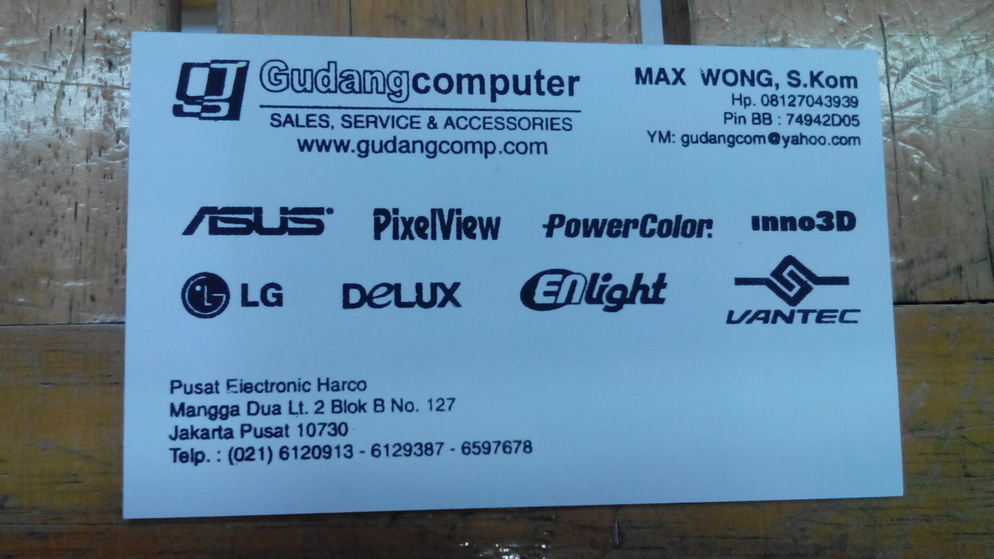 Gudangcomputer
SALES, SERVICE & ACCESSORIES
www.gudangcomp.com
MAX WONG, S.Kom
Hp. 08127043939
Pin BB : 74942D05
YM: gudangcom@yahoo.com
ASUS PixelView PowerColor inno3D
LG DeLUX Enlight VANTEC
Pusat Electronic Harco
Mangga Dua Lt. 2 Blok B No. 127
Jakarta Pusat 10730
Telp. : (021) 6120913 - 6129387 - 6597678